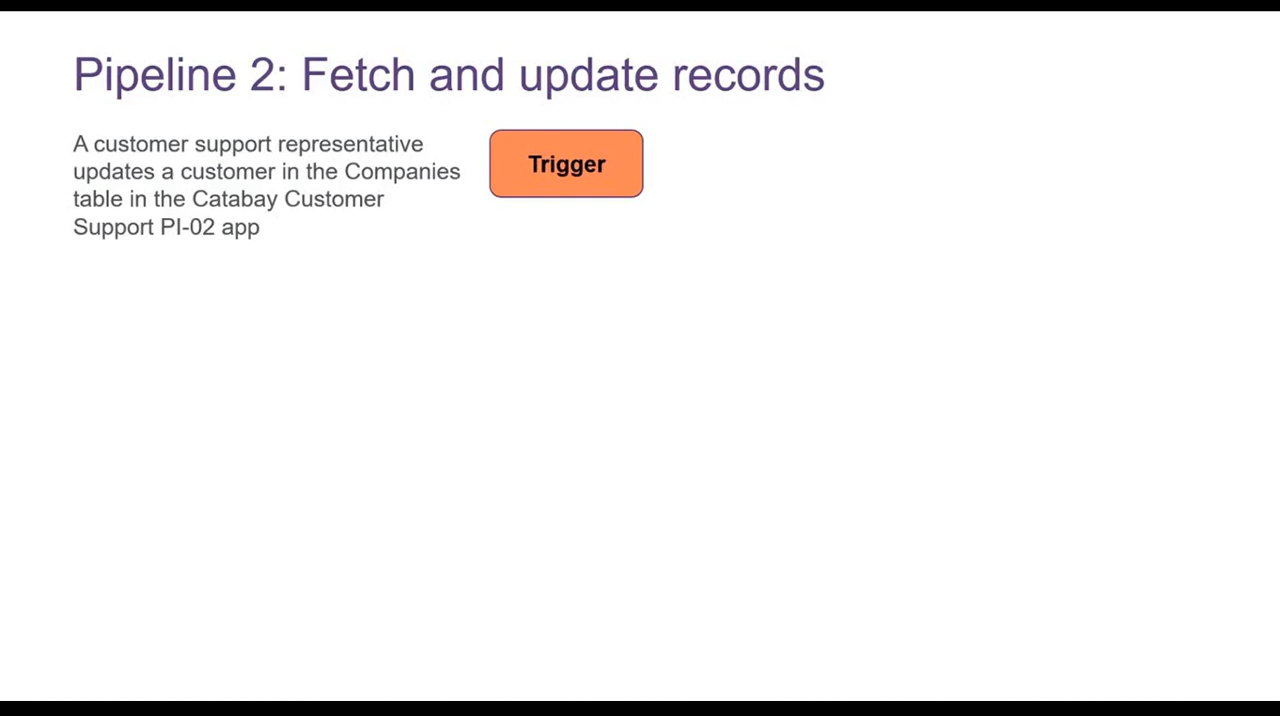 Pipeline 2: Fetch and update records
A customer support representative
updates a customer in the Companies
table in the Catabay Customer
Support PI-02 app
Trigger